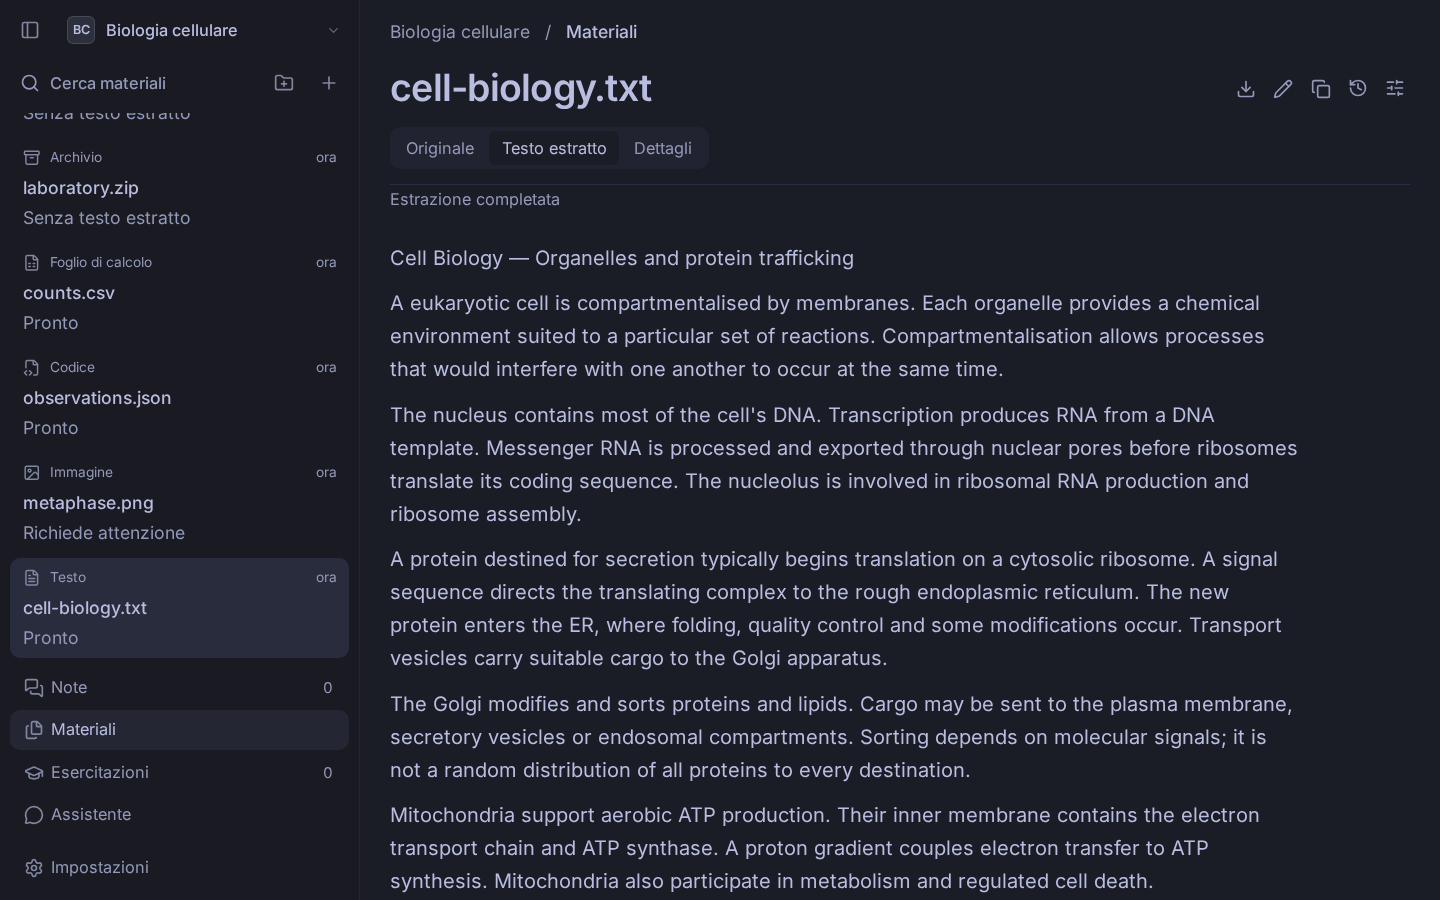 BC Biologia cellulare
Cerca materiali
Senza testo estratto
Archivio ora
laboratory.zip
Senza testo estratto
Foglio di calcolo ora
counts.csv
Pronto
Codice ora
observations.json
Pronto
Immagine ora
metaphase.png
Richiede attenzione
Testo ora
cell-biology.txt
Pronto
Note 0
Materiali
Esercitazioni 0
Assistente
Impostazioni
Biologia cellulare / Materiali
cell-biology.txt
Originale Testo estratto Dettagli
Estrazione completata
Cell Biology — Organelles and protein trafficking
A eukaryotic cell is compartmentalised by membranes. Each organelle provides a chemical
environment suited to a particular set of reactions. Compartmentalisation allows processes
that would interfere with one another to occur at the same time.
The nucleus contains most of the cell's DNA. Transcription produces RNA from a DNA
template. Messenger RNA is processed and exported through nuclear pores before ribosomes
translate its coding sequence. The nucleolus is involved in ribosomal RNA production and
ribosome assembly.
A protein destined for secretion typically begins translation on a cytosolic ribosome. A signal
sequence directs the translating complex to the rough endoplasmic reticulum. The new
protein enters the ER, where folding, quality control and some modifications occur. Transport
vesicles carry suitable cargo to the Golgi apparatus.
The Golgi modifies and sorts proteins and lipids. Cargo may be sent to the plasma membrane,
secretory vesicles or endosomal compartments. Sorting depends on molecular signals; it is
not a random distribution of all proteins to every destination.
Mitochondria support aerobic ATP production. Their inner membrane contains the electron
transport chain and ATP synthase. A proton gradient couples electron transfer to ATP
synthesis. Mitochondria also participate in metabolism and regulated cell death.